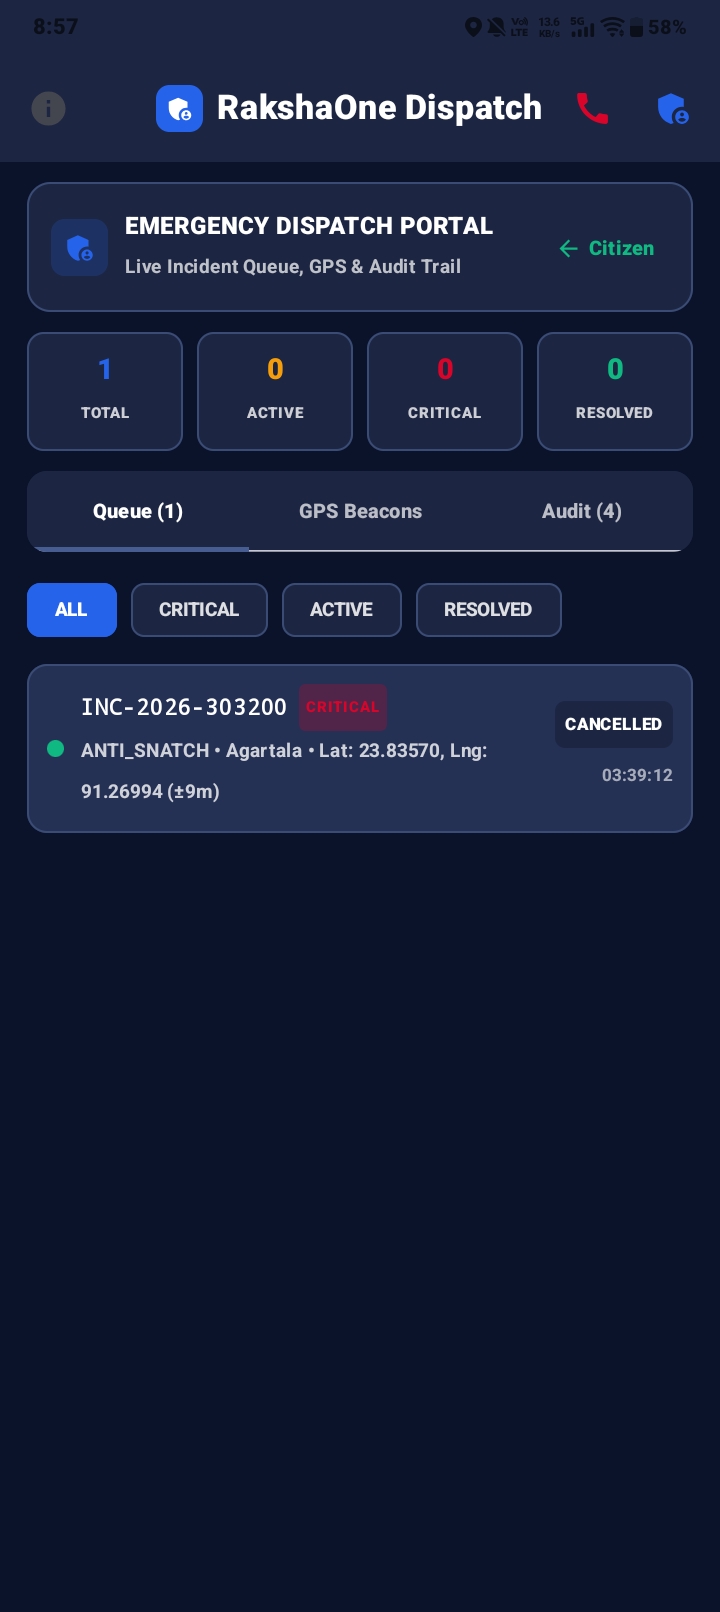 8:57
Vo) LTE 13.6 KB/s 5G 58%
RakshaOne Dispatch
EMERGENCY DISPATCH PORTAL
Live Incident Queue, GPS & Audit Trail
← Citizen
1 0 0 0
TOTAL ACTIVE CRITICAL RESOLVED
Queue (1) GPS Beacons Audit (4)
ALL CRITICAL ACTIVE RESOLVED
INC-2026-303200 CRITICAL
CANCELLED
ANTI_SNATCH • Agartala • Lat: 23.83570, Lng:
91.26994 (±9m)
03:39:12